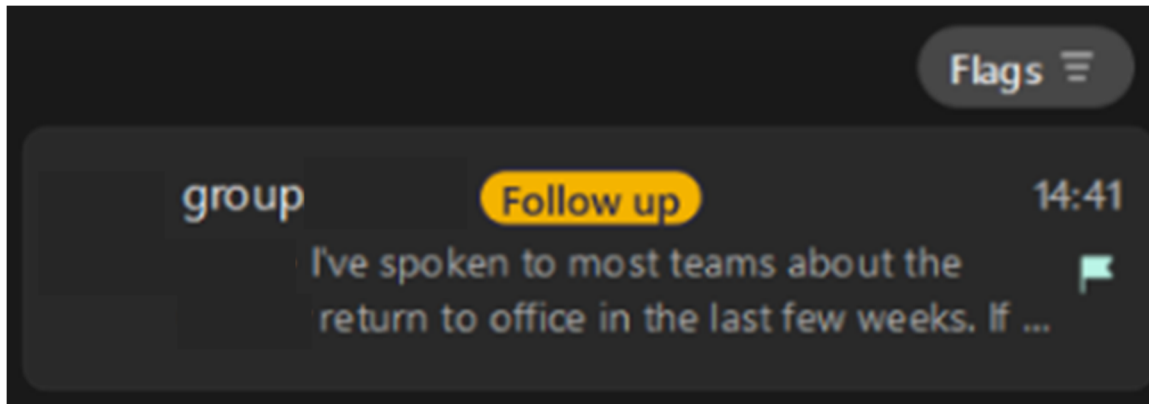 Flags
group Follow up 14:41
I've spoken to most teams about the
return to office in the last few weeks. If ...